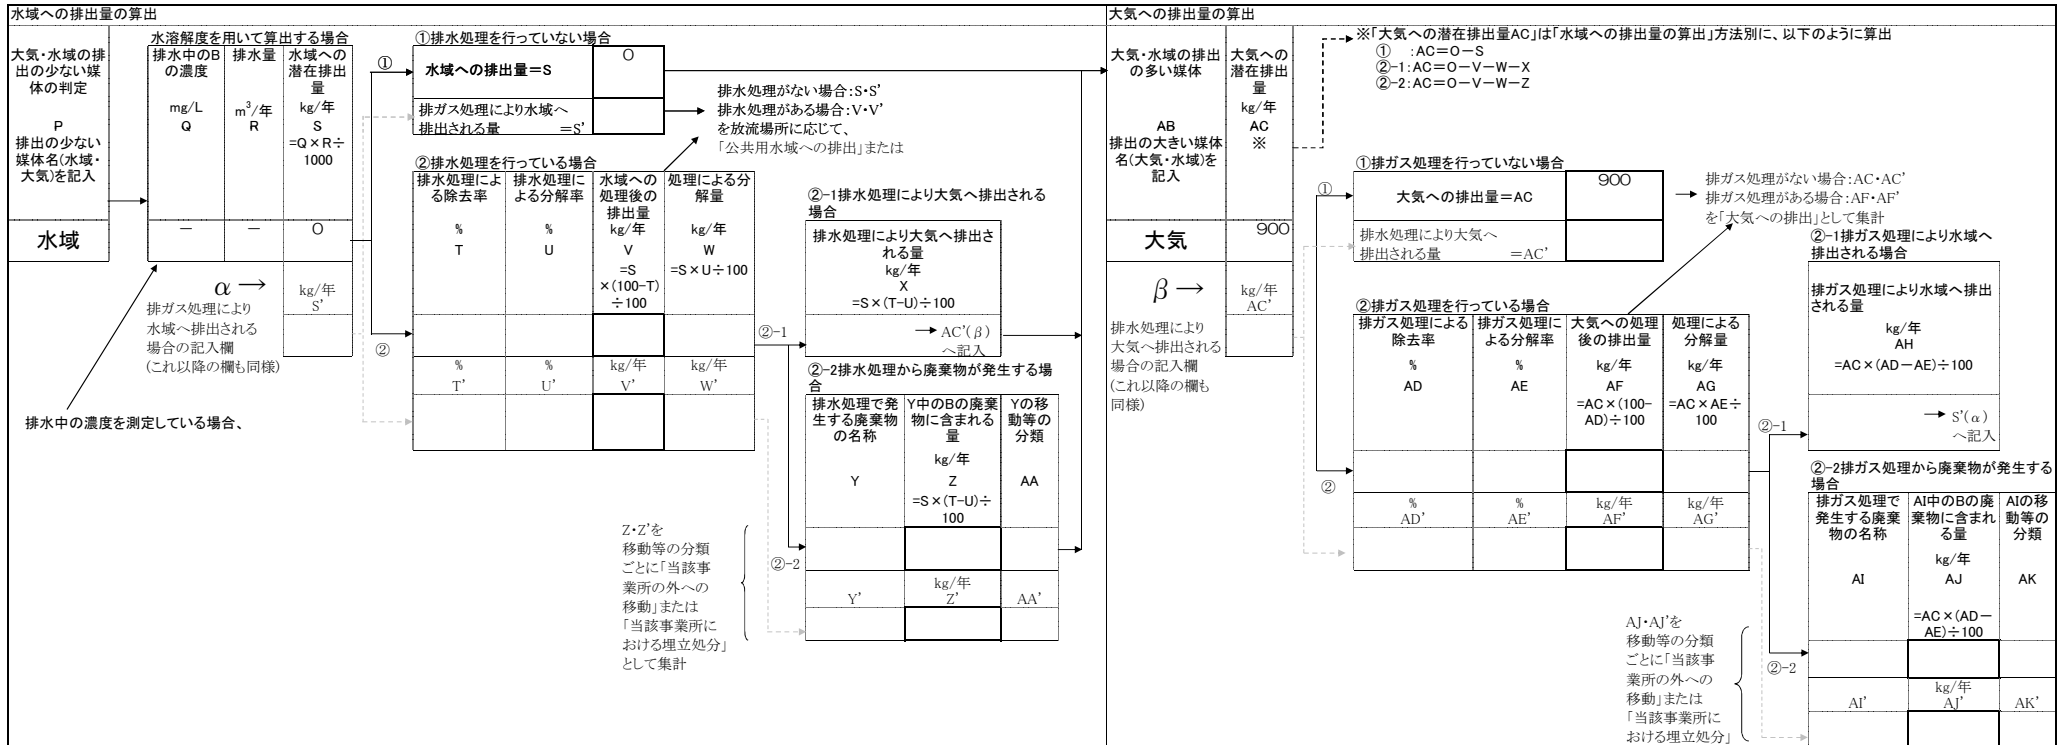 水域への排出量の算出
大気・水域の排
出の少ない媒
体の判定
P
排出の少ない
媒体名(水域・
大気)を記入
水域
水溶解度を用いて算出する場合
排水中のB
の濃度
mg/L
Q
－
排水量
m³/年
R
－
水域への
潜在排出
量
kg/年
S
=Q×R÷
1000
0
α→
kg/年
S'
排ガス処理により
水域へ排出される
場合の記入欄
(これ以降の欄も同様)
排水中の濃度を測定している場合、
①
②
①排水処理を行っていない場合
水域への排出量＝S
0
排ガス処理により水域へ
排出される量 ＝S'
排水処理がない場合：S・S'
排水処理がある場合：V・V'
を放流場所に応じて、
「公共用水域への排出」または
②排水処理を行っている場合
排水処理によ
る除去率
%
T
排水処理に
よる分解率
%
U
水域への
処理後の
排出量
kg/年
V
=S
×(100-T)
÷100
処理による分
解量
kg/年
W
=S×U÷100
%
T'
%
U'
kg/年
V'
kg/年
W'
②-1
②-2
②-1排水処理により大気へ排出される
場合
排水処理により大気へ排出さ
れる量
kg/年
X
=S×(T-U)÷100
→ AC'(β)
へ記入
②-2排水処理から廃棄物が発生する場
合
排水処理で発
生する廃棄物
の名称
Y
Y中のBの廃棄
物に含まれる
量
kg/年
Z
=S×(T-U)÷
100
Yの移
動等の
分類
AA
Y'
kg/年
Z'
AA'
Z・Z'を
移動等の分類
ごとに「当該事
業所の外への
移動」または
「当該事業所に
おける埋立処分」
として集計
大気への排出量の算出
大気・水域の排出
の多い媒体
AB
排出の大きい媒体
名(大気・水域)を
記入
大気
大気への
潜在排出
量
kg/年
AC
※
900
β→
kg/年
AC'
排水処理により
大気へ排出される
場合の記入欄
(これ以降の欄も
同様)
※「大気への潜在排出量AC」は「水域への排出量の算出」方法別に、以下のように算出
① ：AC＝O－S
②-1：AC＝O－V－W－X
②-2：AC＝O－V－W－Z
①
②
①排ガス処理を行っていない場合
大気への排出量＝AC
900
排水処理により大気へ
排出される量 ＝AC'
排ガス処理がない場合：AC・AC'
排ガス処理がある場合：AF・AF'
を「大気への排出」として集計
②排ガス処理を行っている場合
排ガス処理による
除去率
%
AD
排ガス処理に
よる分解率
%
AE
大気への処理
後の排出量
kg/年
AF
=AC×(100-
AD)÷100
処理による
分解量
kg/年
AG
=AC×AE÷
100
%
AD'
%
AE'
kg/年
AF'
kg/年
AG'
②-1
②-2
②-1排ガス処理により水域へ
排出される場合
排ガス処理により水域へ排出
される量
kg/年
AH
=AC×(AD－AE)÷100
→ S'(α)
へ記入
②-2排ガス処理から廃棄物が発生する
場合
排ガス処理で
発生する廃棄
物の名称
AI
AI中のBの廃
棄物に含まれ
る量
kg/年
AJ
=AC×(AD－
AE)÷100
AIの移
動等の
分類
AK
AI'
kg/年
AJ'
AK'
AJ・AJ'を
移動等の分類
ごとに「当該事
業所の外への
移動」または
「当該事業所に
おける埋立処分」